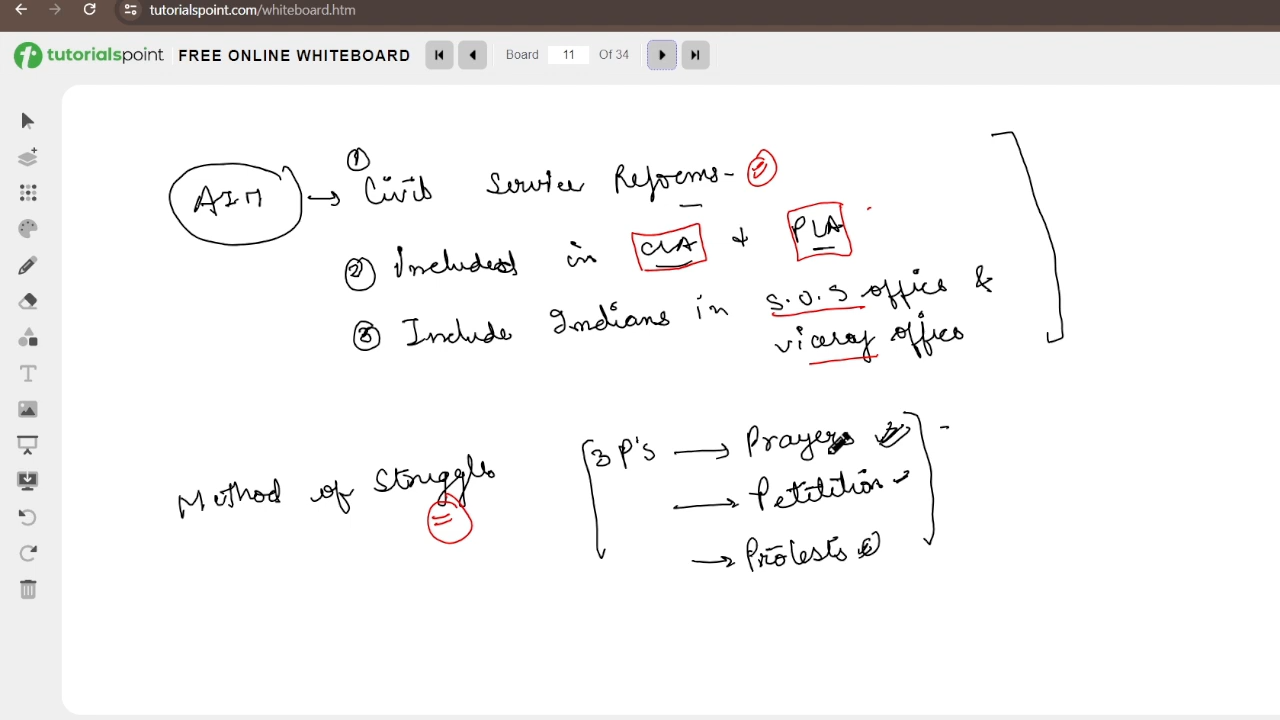 tutorialspoint.com/whiteboard.htm
tutorialspoint FREE ONLINE WHITEBOARD Board 11 Of 34
AIM → ① Civil Service Reforms-
② Included in CLA + PLA
③ Include Indians in S.O.S office &
viceroy office
Method of Struggle
3 P's → Prayers
→ Petitition
→ Protests